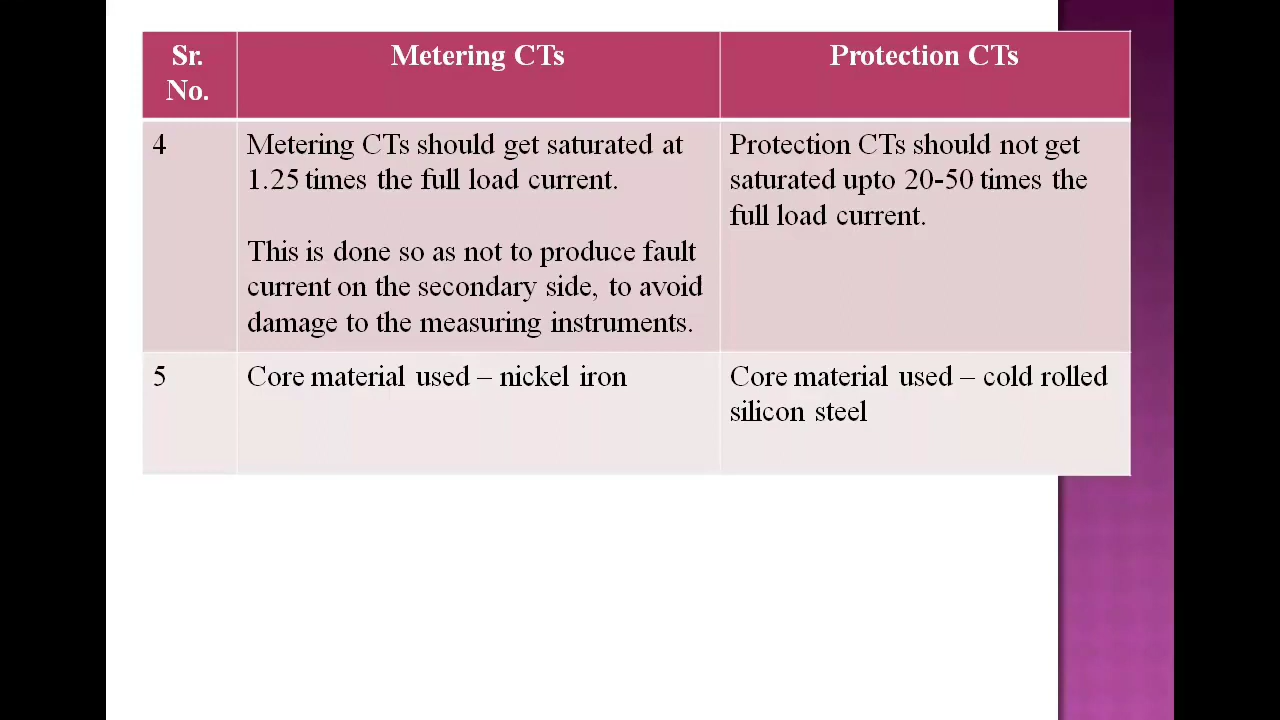 Sr.
No.
Metering CTs
Protection CTs
4
Metering CTs should get saturated at
1.25 times the full load current.
This is done so as not to produce fault
current on the secondary side, to avoid
damage to the measuring instruments.
Protection CTs should not get
saturated upto 20-50 times the
full load current.
5
Core material used – nickel iron
Core material used – cold rolled
silicon steel